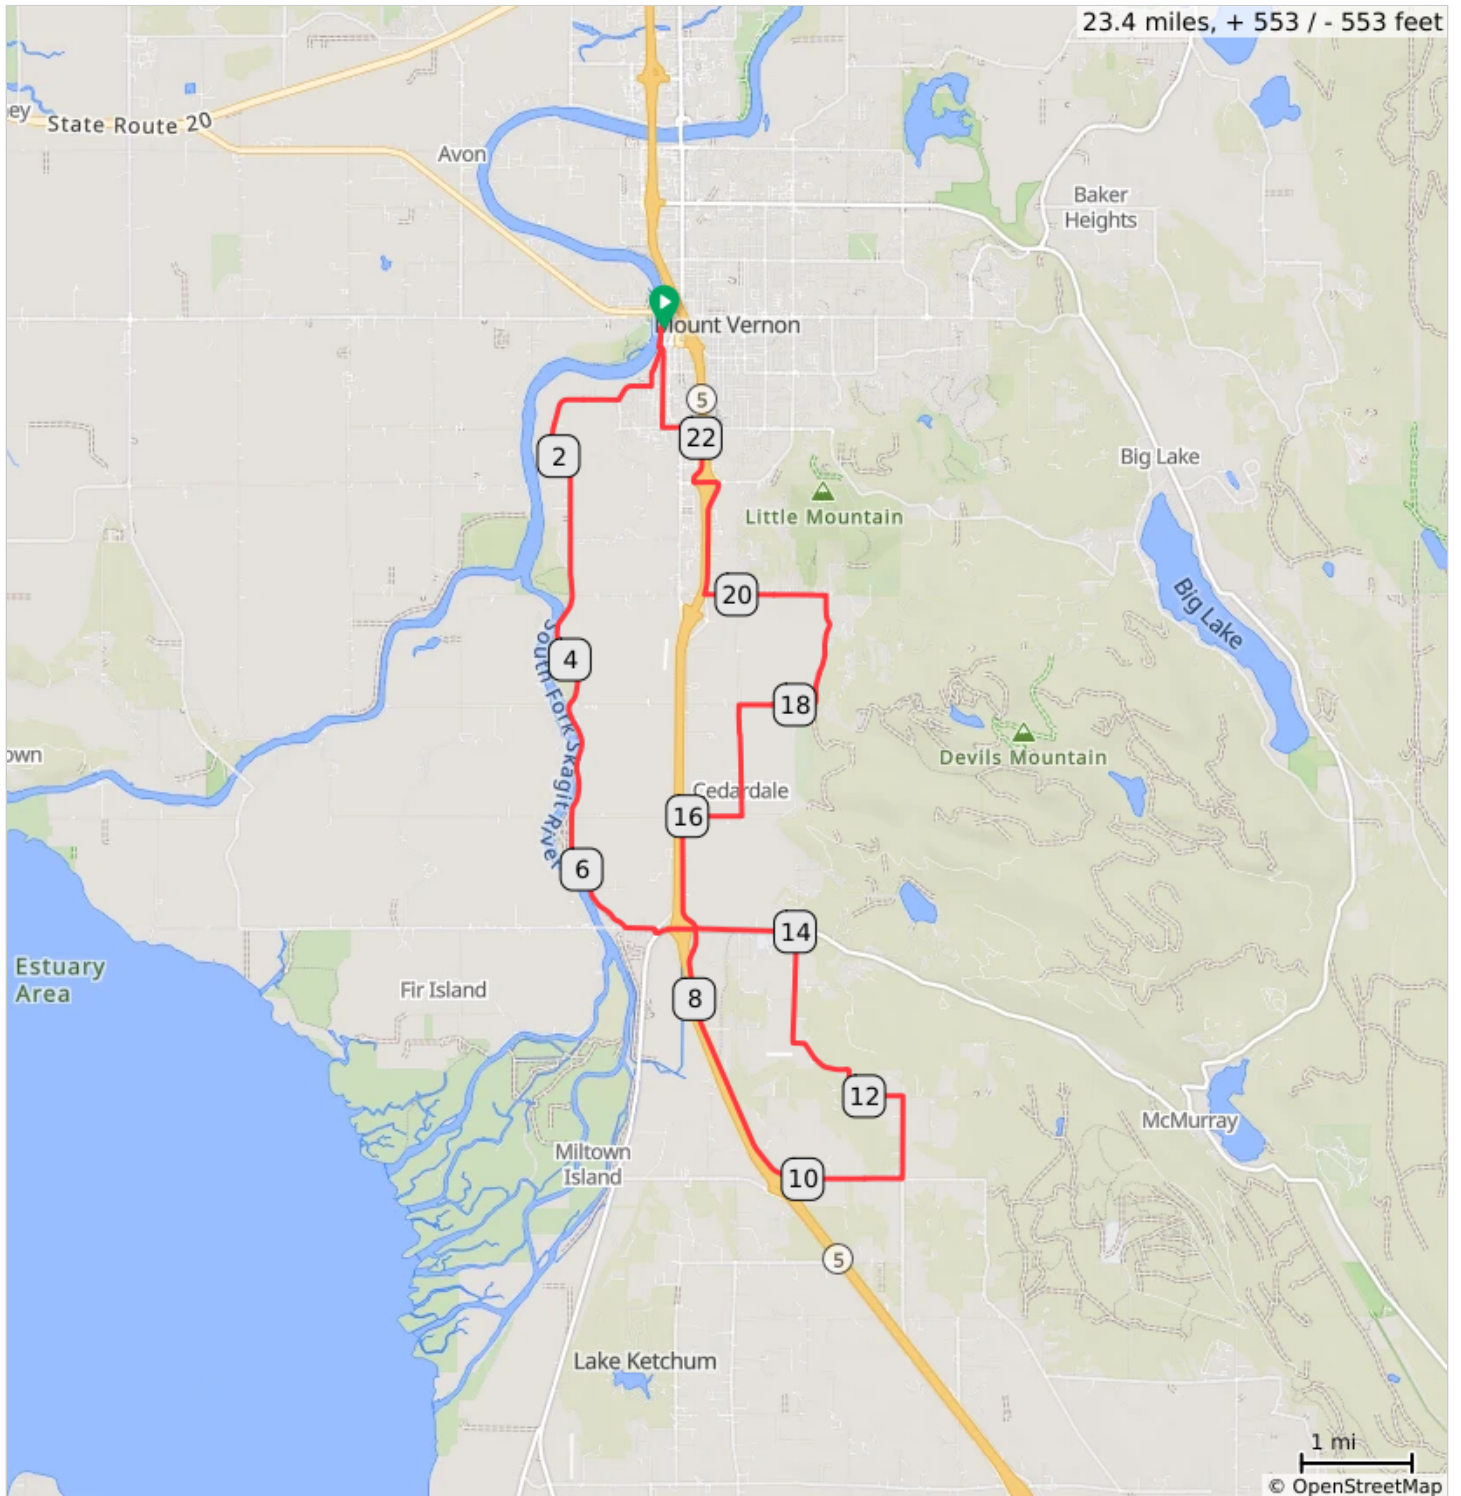 23.4 miles, + 553 / - 553 feet
ey
State Route 20
Avon
Baker
Heights
Mount Vernon
5
22
2
Big Lake
Little Mountain
20
Big Lake
4
South Fork Skagit River
18
own
Devils Mountain
Cedardale
16
6
14
Estuary
Area
Fir Island
8
12
McMurray
Miltown
Island
10
5
Lake Ketchum
1 mi
© OpenStreetMap